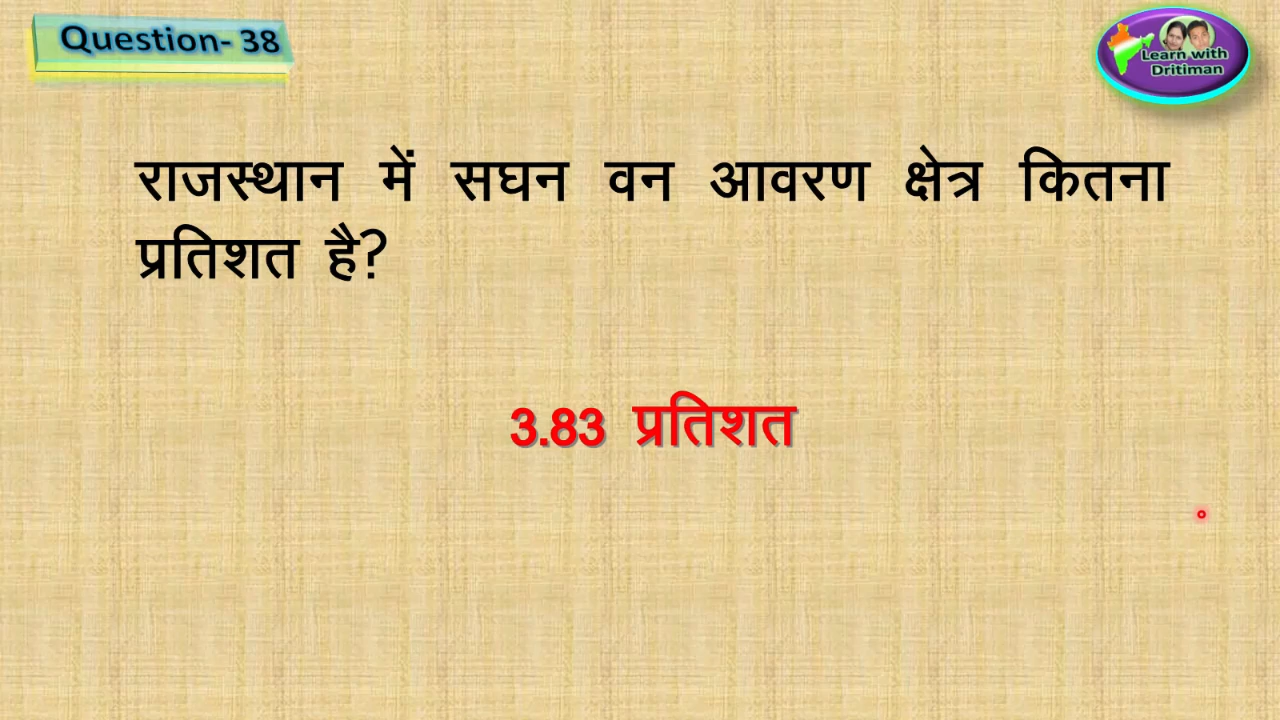 Question- 38
Learn with
Dritiman
राजस्थान में सघन वन आवरण क्षेत्र कितना
प्रतिशत है?
3.83 प्रतिशत